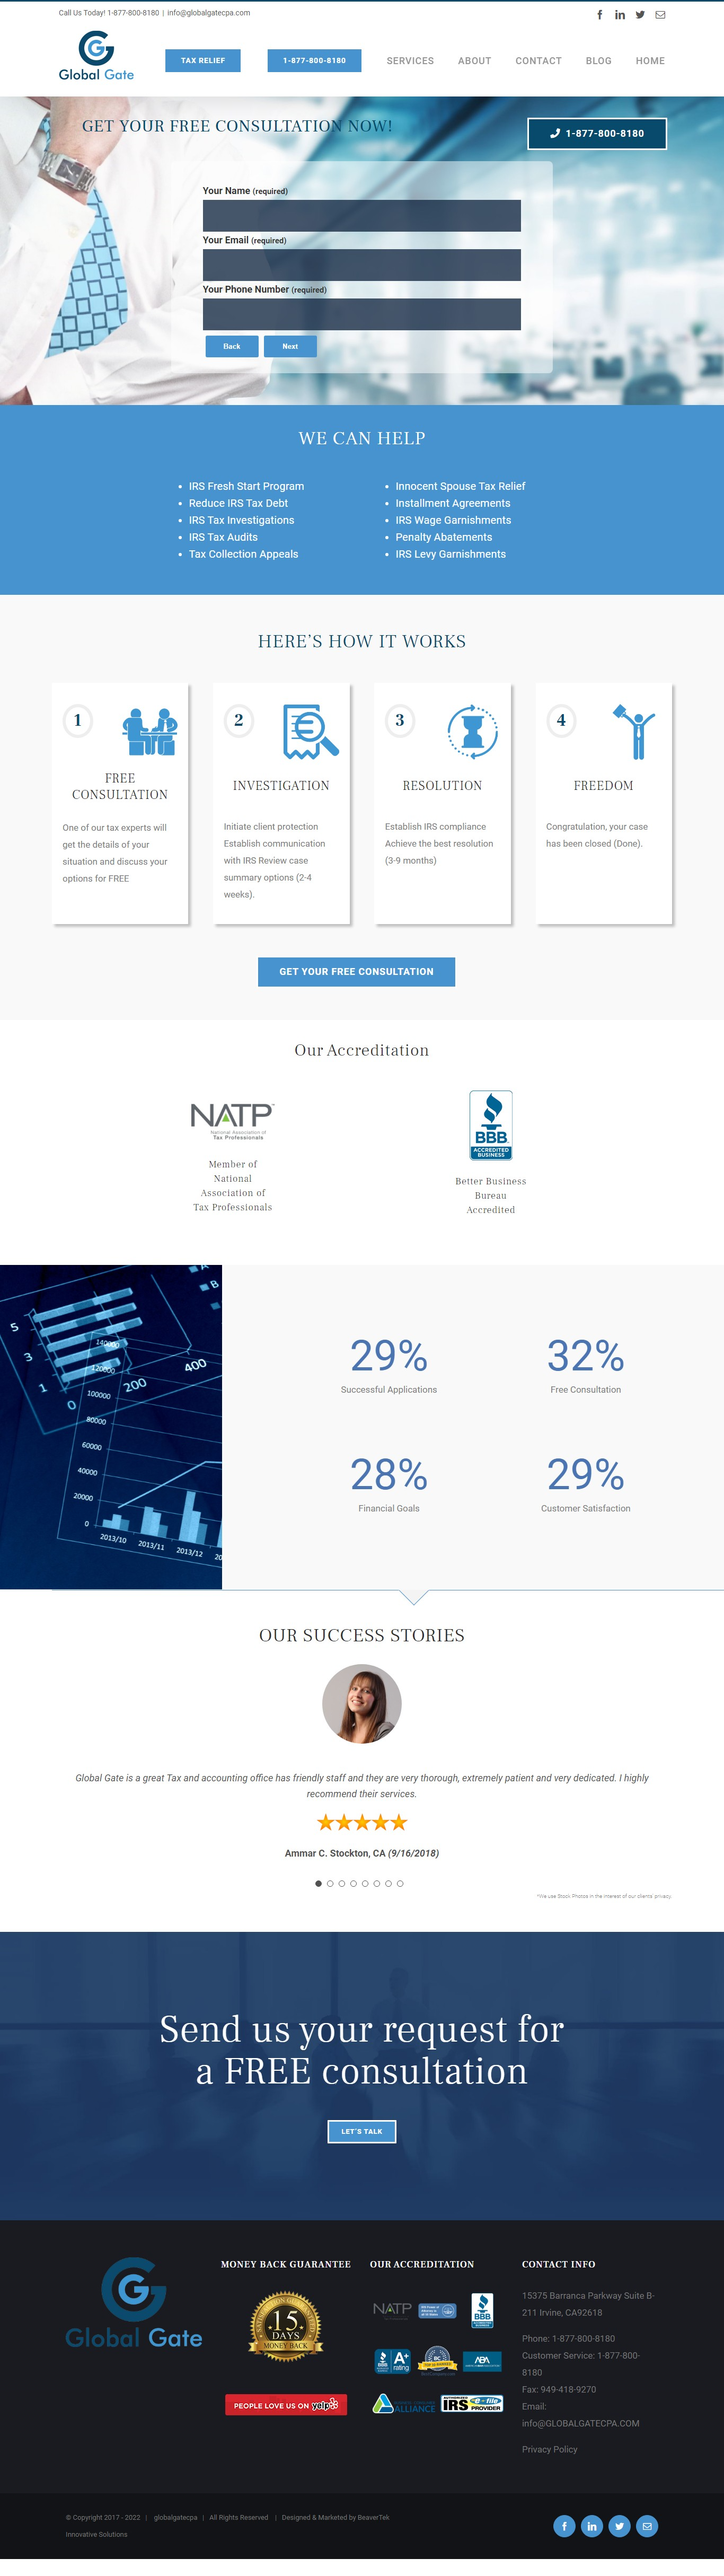 Call Us Today! 1-877-800-8180 | info@globalgatecpa.com
Global Gate
TAX RELIEF
1-877-800-8180
SERVICES
ABOUT
CONTACT
BLOG
HOME
GET YOUR FREE CONSULTATION NOW!
1-877-800-8180
Your Name (required)
Your Email (required)
Your Phone Number (required)
Back
Next
WE CAN HELP
IRS Fresh Start Program
Reduce IRS Tax Debt
IRS Tax Investigations
IRS Tax Audits
Tax Collection Appeals
Innocent Spouse Tax Relief
Installment Agreements
IRS Wage Garnishments
Penalty Abatements
IRS Levy Garnishments
HERE'S HOW IT WORKS
1
FREE
CONSULTATION
One of our tax experts will
get the details of your
situation and discuss your
options for FREE
2
INVESTIGATION
Initiate client protection
Establish communication
with IRS Review case
summary options (2-4
weeks).
3
RESOLUTION
Establish IRS compliance
Achieve the best resolution
(3-9 months)
4
FREEDOM
Congratulation, your case
has been closed (Done).
GET YOUR FREE CONSULTATION
Our Accreditation
NATP
National Association of
Tax Professionals
Member of
National
Association of
Tax Professionals
BBB
ACCREDITED
BUSINESS
Better Business
Bureau
Accredited
A
B
5
3
1
0
200
400
140000
120000
100000
80000
60000
40000
20000
0
2013/10
2013/11
2013/12
29%
Successful Applications
32%
Free Consultation
28%
Financial Goals
29%
Customer Satisfaction
OUR SUCCESS STORIES
Global Gate is a great Tax and accounting office has friendly staff and they are very thorough, extremely patient and very dedicated. I highly
recommend their services.
Ammar C. Stockton, CA (9/16/2018)
*We use Stock Photos in the interest of our clients' privacy.
Send us your request for
a FREE consultation
LET'S TALK
Global Gate
MONEY BACK GUARANTEE
15
DAYS
MONEY BACK
PEOPLE LOVE US ON yelp
OUR ACCREDITATION
NATP
BBB
A+
rating
ABA
ALLIANCE
IRS e-file
PROVIDER
CONTACT INFO
15375 Barranca Parkway Suite B-
211 Irvine, CA92618
Phone: 1-877-800-8180
Customer Service: 1-877-800-
8180
Fax: 949-418-9270
Email:
info@GLOBALGATECPA.COM
Privacy Policy
© Copyright 2017 - 2022 | globalgatecpa | All Rights Reserved | Designed & Marketed by BeaverTek
Innovative Solutions